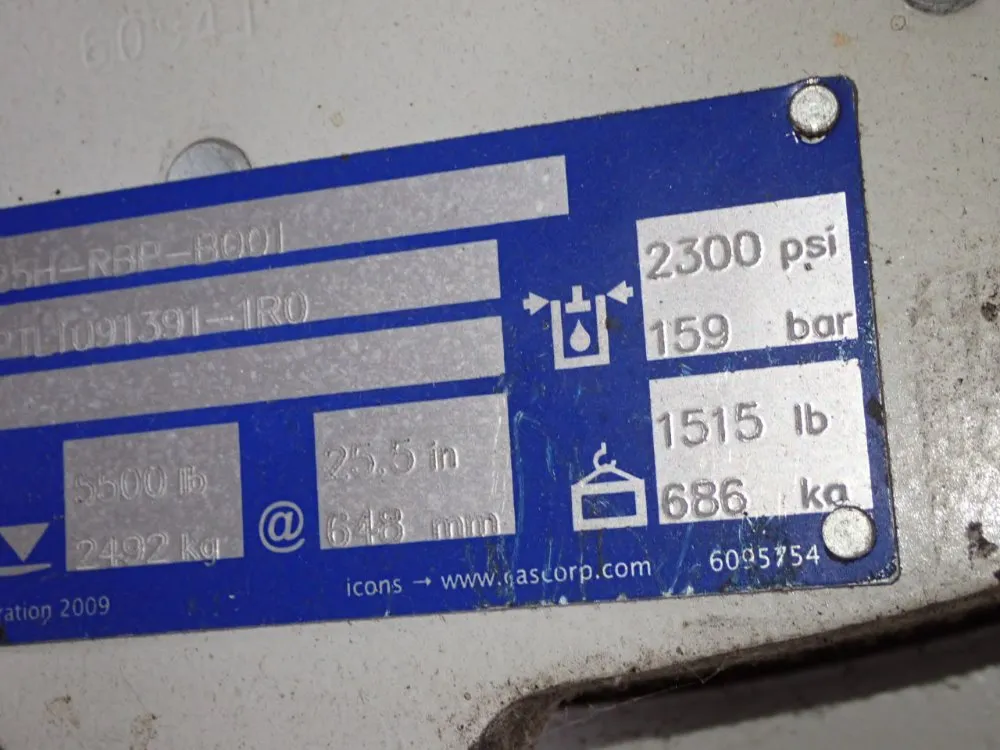 60941
25H-RBP-B001
RTL1091391-1R0
2300 psi
159 bar
5500 lb
2492 kg
@
25.5 in
648 mm
1515 lb
686 kg
icons → www.cascorp.com
6095754
ration 2009